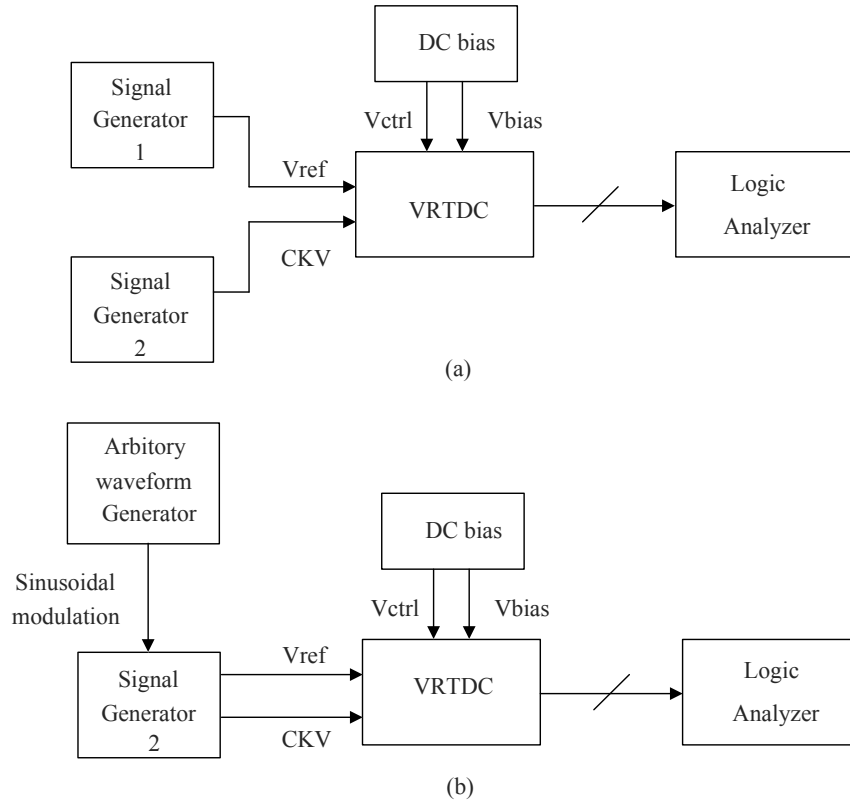 DC bias
Signal
Generator
1
Vctrl
Vbias
Vref
VRTDC
Logic
Analyzer
CKV
Signal
Generator
2
(a)
Arbitory
waveform
Generator
DC bias
Sinusoidal
modulation
Vctrl
Vbias
Vref
Signal
Generator
2
VRTDC
Logic
Analyzer
CKV
(b)